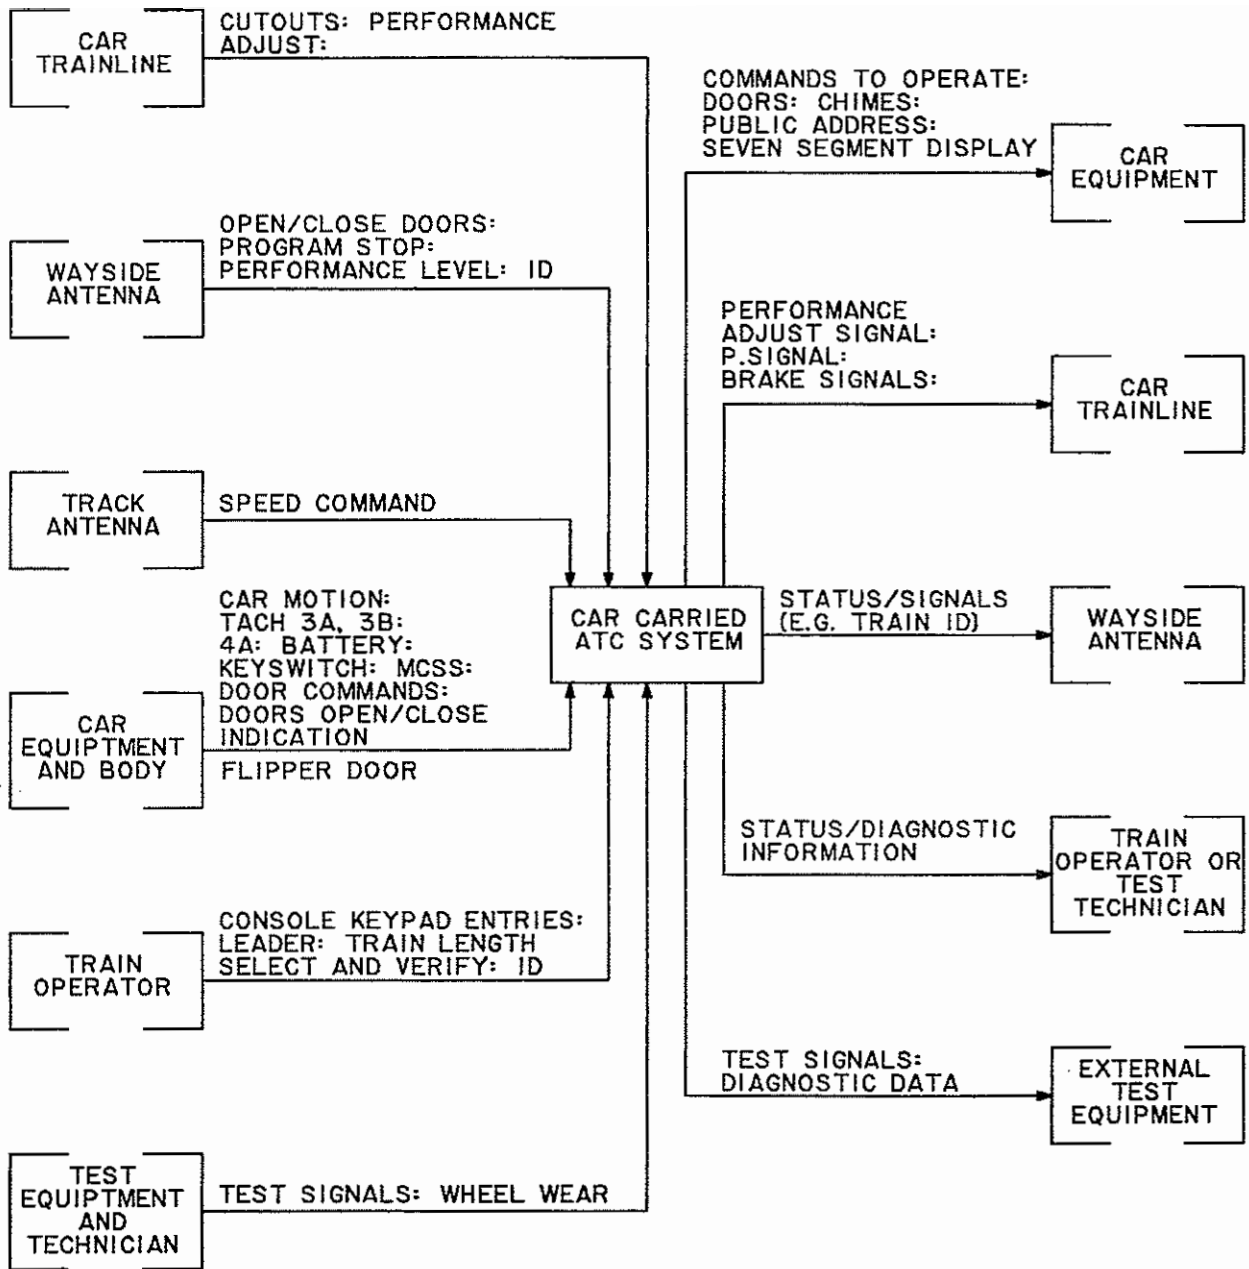 CAR
TRAINLINE
CUTOUTS: PERFORMANCE
ADJUST:
WAYSIDE
ANTENNA
OPEN/CLOSE DOORS:
PROGRAM STOP:
PERFORMANCE LEVEL: ID
TRACK
ANTENNA
SPEED COMMAND
CAR
EQUIPTMENT
AND BODY
CAR MOTION:
TACH 3A, 3B:
4A: BATTERY:
KEYSWITCH: MCSS:
DOOR COMMANDS:
DOORS OPEN/CLOSE
INDICATION
FLIPPER DOOR
TRAIN
OPERATOR
CONSOLE KEYPAD ENTRIES:
LEADER: TRAIN LENGTH
SELECT AND VERIFY: ID
TEST
EQUIPTMENT
AND
TECHNICIAN
TEST SIGNALS: WHEEL WEAR
CAR CARRIED
ATC SYSTEM
COMMANDS TO OPERATE:
DOORS: CHIMES:
PUBLIC ADDRESS:
SEVEN SEGMENT DISPLAY
CAR
EQUIPMENT
PERFORMANCE
ADJUST SIGNAL:
P.SIGNAL:
BRAKE SIGNALS:
CAR
TRAINLINE
STATUS/SIGNALS
(E.G. TRAIN ID)
WAYSIDE
ANTENNA
STATUS/DIAGNOSTIC
INFORMATION
TRAIN
OPERATOR OR
TEST
TECHNICIAN
TEST SIGNALS:
DIAGNOSTIC DATA
EXTERNAL
TEST
EQUIPMENT